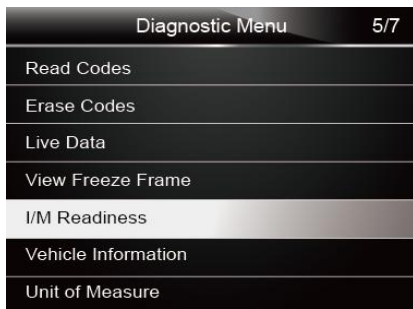 Diagnostic Menu 5/7
Read Codes
Erase Codes
Live Data
View Freeze Frame
I/M Readiness
Vehicle Information
Unit of Measure